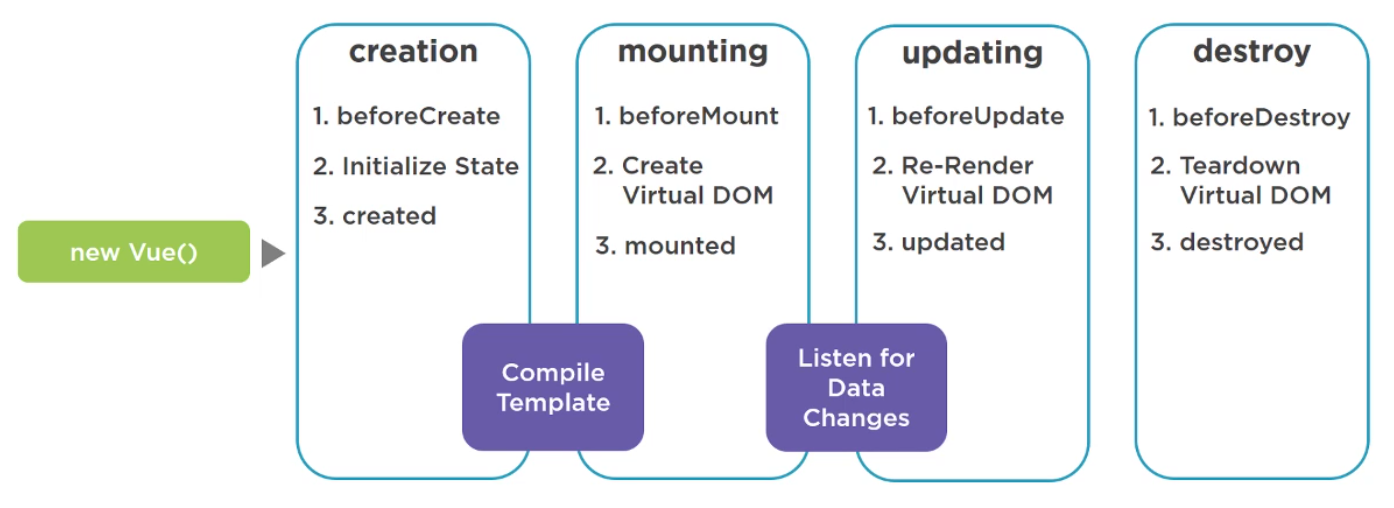 new Vue()
creation
1. beforeCreate
2. Initialize State
3. created
Compile
Template
mounting
1. beforeMount
2. Create
Virtual DOM
3. mounted
Listen for
Data
Changes
updating
1. beforeUpdate
2. Re-Render
Virtual DOM
3. updated
destroy
1. beforeDestroy
2. Teardown
Virtual DOM
3. destroyed